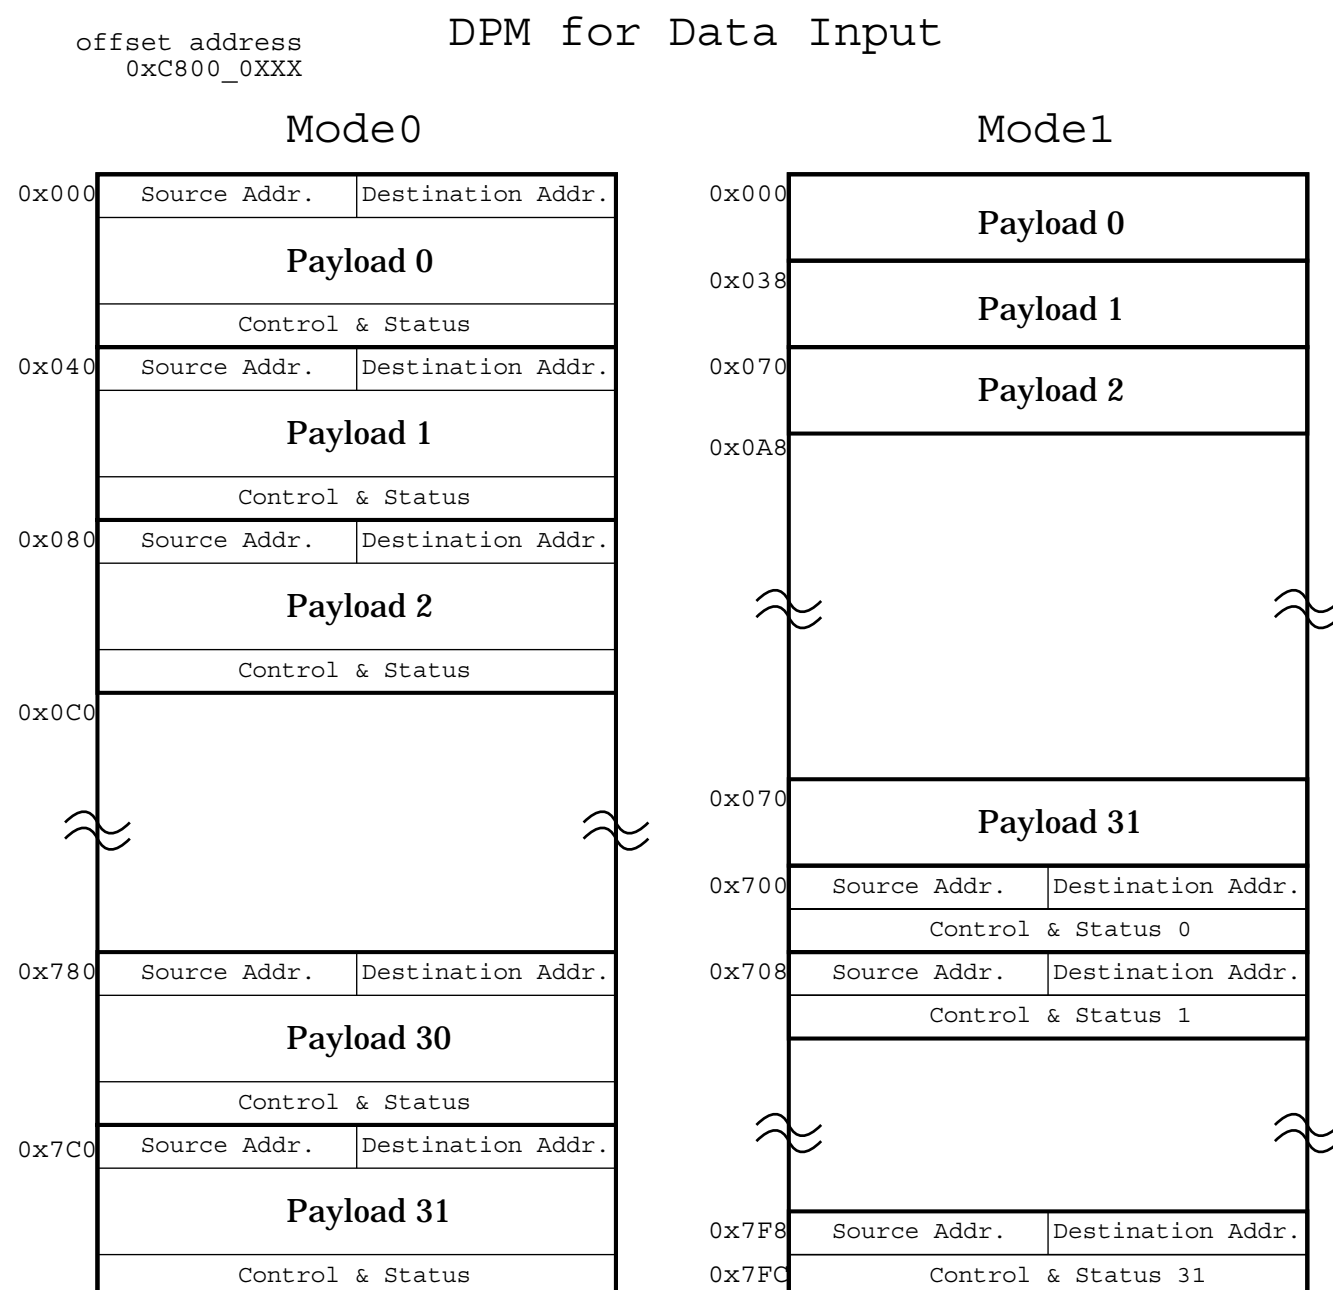 DPM for Data Input
offset address
0xC800_0XXX
Mode0
0x000 Source Addr. Destination Addr.
Payload 0
Control & Status
0x040 Source Addr. Destination Addr.
Payload 1
Control & Status
0x080 Source Addr. Destination Addr.
Payload 2
Control & Status
0x0C0
0x780 Source Addr. Destination Addr.
Payload 30
Control & Status
0x7C0 Source Addr. Destination Addr.
Payload 31
Control & Status
Mode1
0x000
Payload 0
0x038
Payload 1
0x070
Payload 2
0x0A8
0x070
Payload 31
0x700 Source Addr. Destination Addr.
Control & Status 0
0x708 Source Addr. Destination Addr.
Control & Status 1
0x7F8 Source Addr. Destination Addr.
0x7FC Control & Status 31